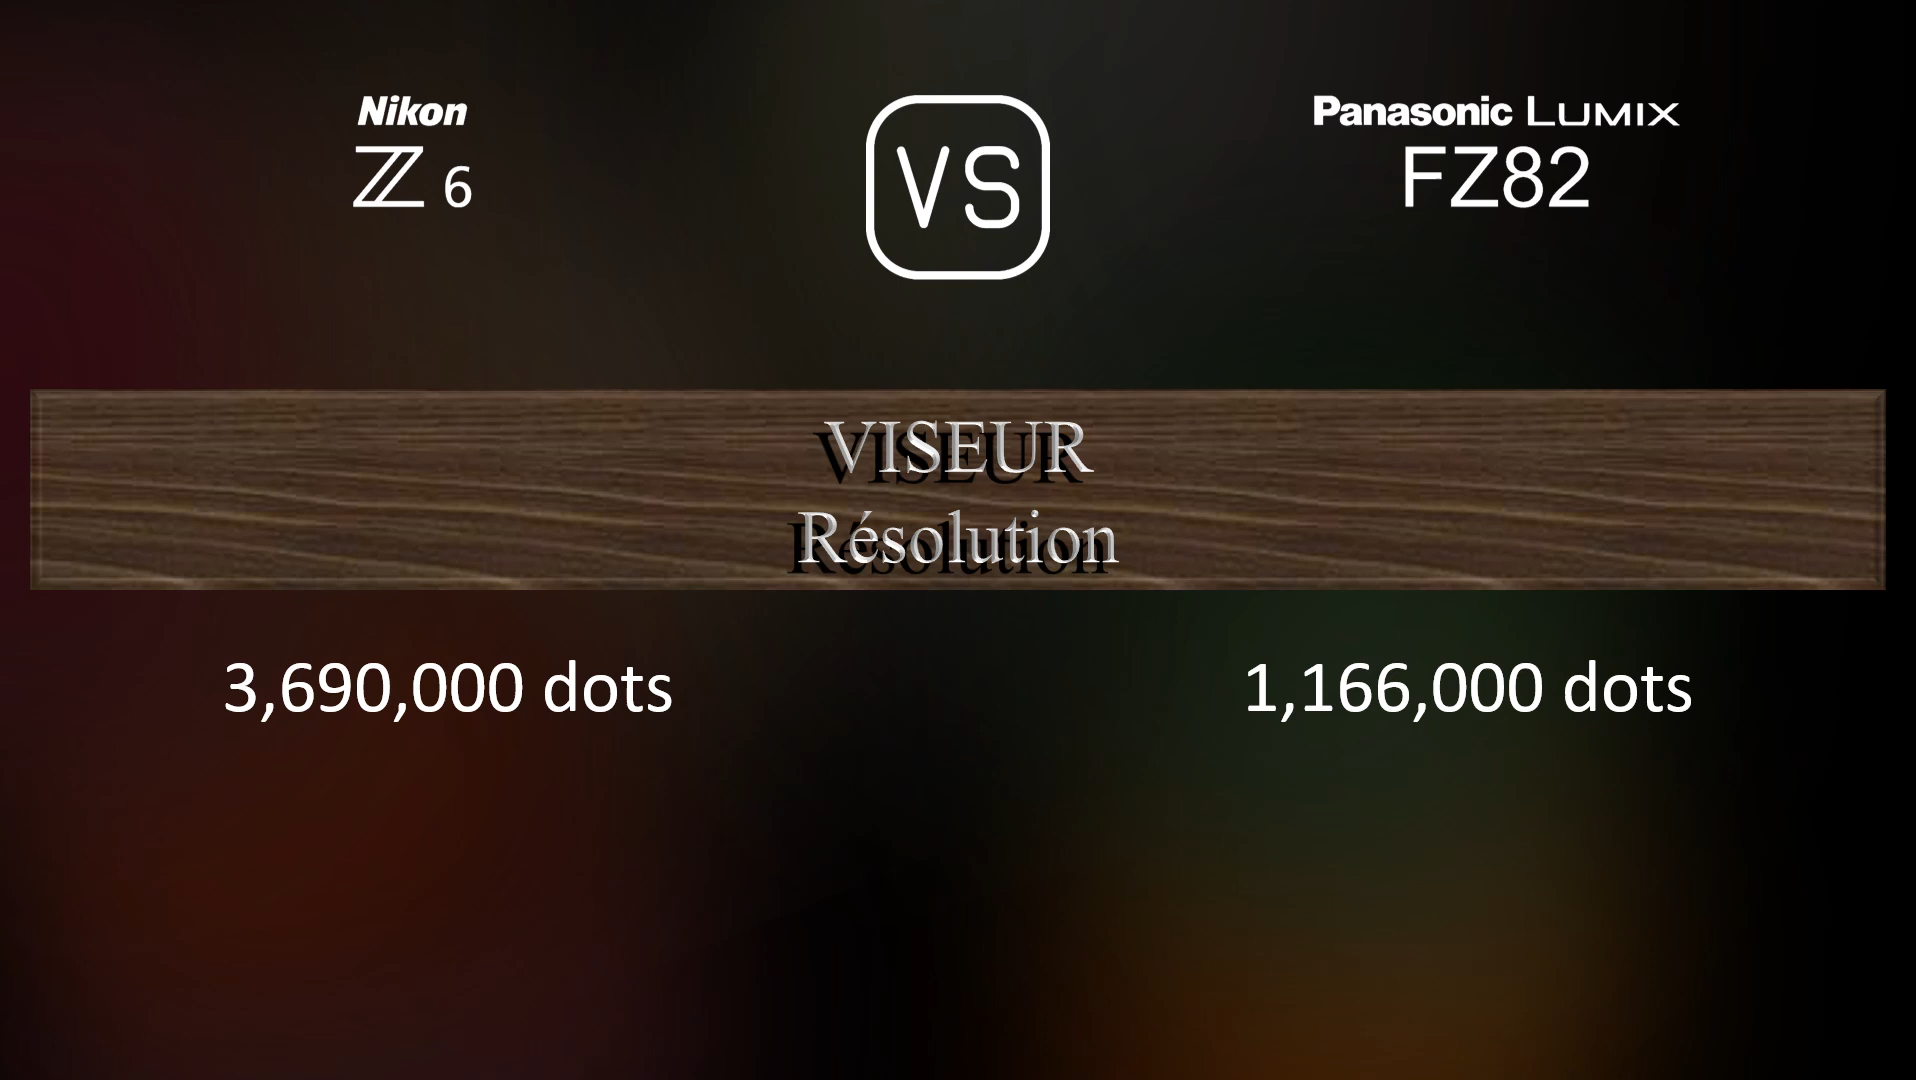 Nikon
Z 6
VS
Panasonic LUMIX
FZ82
VISEUR
Résolution
3,690,000 dots
1,166,000 dots